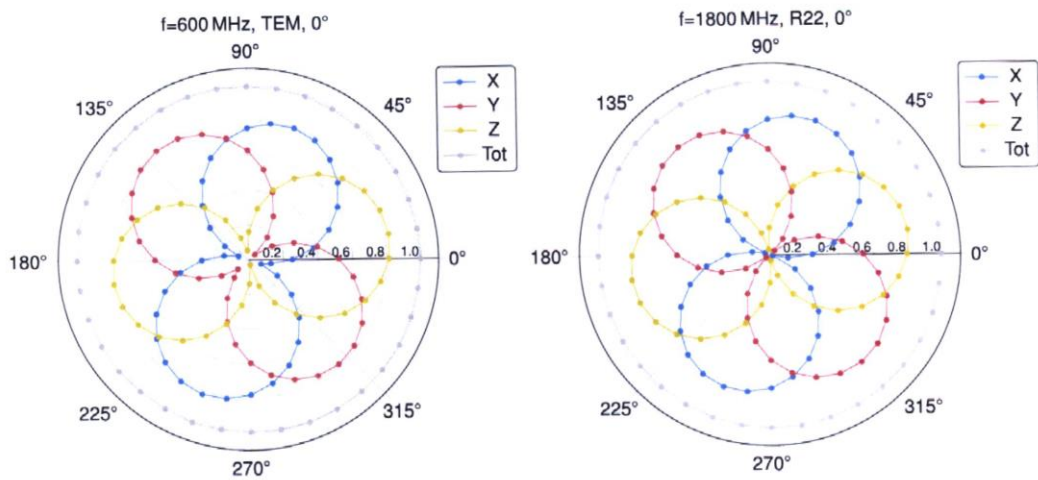 f=600 MHz, TEM, 0°
90°
135°
45°
X
Y
Z
Tot
180°
0.2 0.4 0.6 0.8 1.0
0°
225°
315°
270°
f=1800 MHz, R22, 0°
90°
135°
45°
X
Y
Z
Tot
180°
0.2 0.4 0.6 0.8 1.0
0°
225°
315°
270°